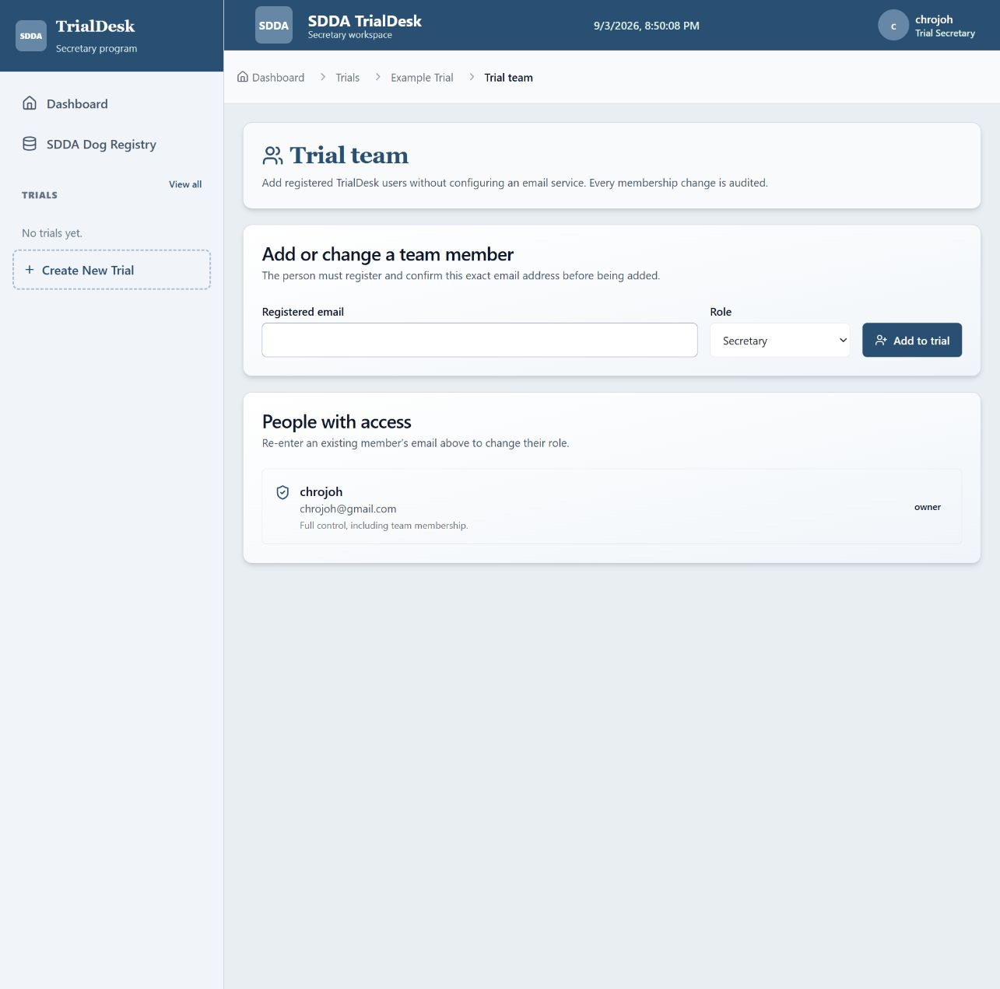 SDDA
TrialDesk
Secretary program
Dashboard
SDDA Dog Registry
TRIALS
View all
No trials yet.
+ Create New Trial
SDDA
SDDA TrialDesk
Secretary workspace
9/3/2026, 8:50:08 PM
c
chrojoh
Trial Secretary
Dashboard > Trials > Example Trial > Trial team
Trial team
Add registered TrialDesk users without configuring an email service. Every membership change is audited.
Add or change a team member
The person must register and confirm this exact email address before being added.
Registered email
Role
Secretary
Add to trial
People with access
Re-enter an existing member's email above to change their role.
chrojoh
chrojoh@gmail.com
Full control, including team membership.
owner